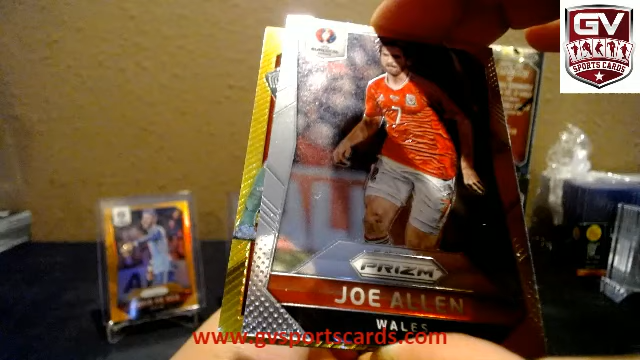 GV
SPORTS CARDS
PRIZM
JOE ALLEN
WALES
www.gvsportscards.com